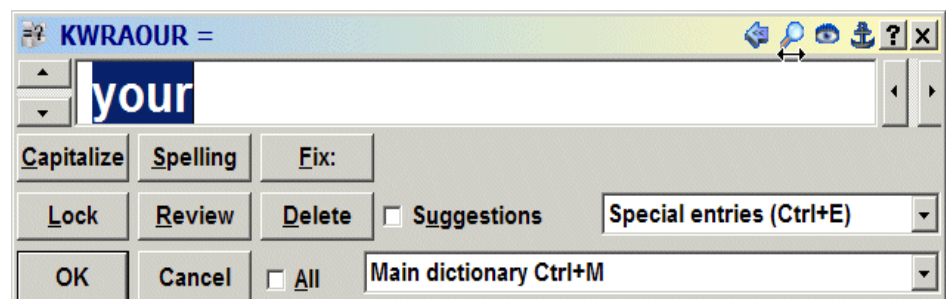 KWRAOUR =
your
Capitalize Spelling Fix:
Lock Review Delete Suggestions Special entries (Ctrl+E)
OK Cancel All Main dictionary Ctrl+M